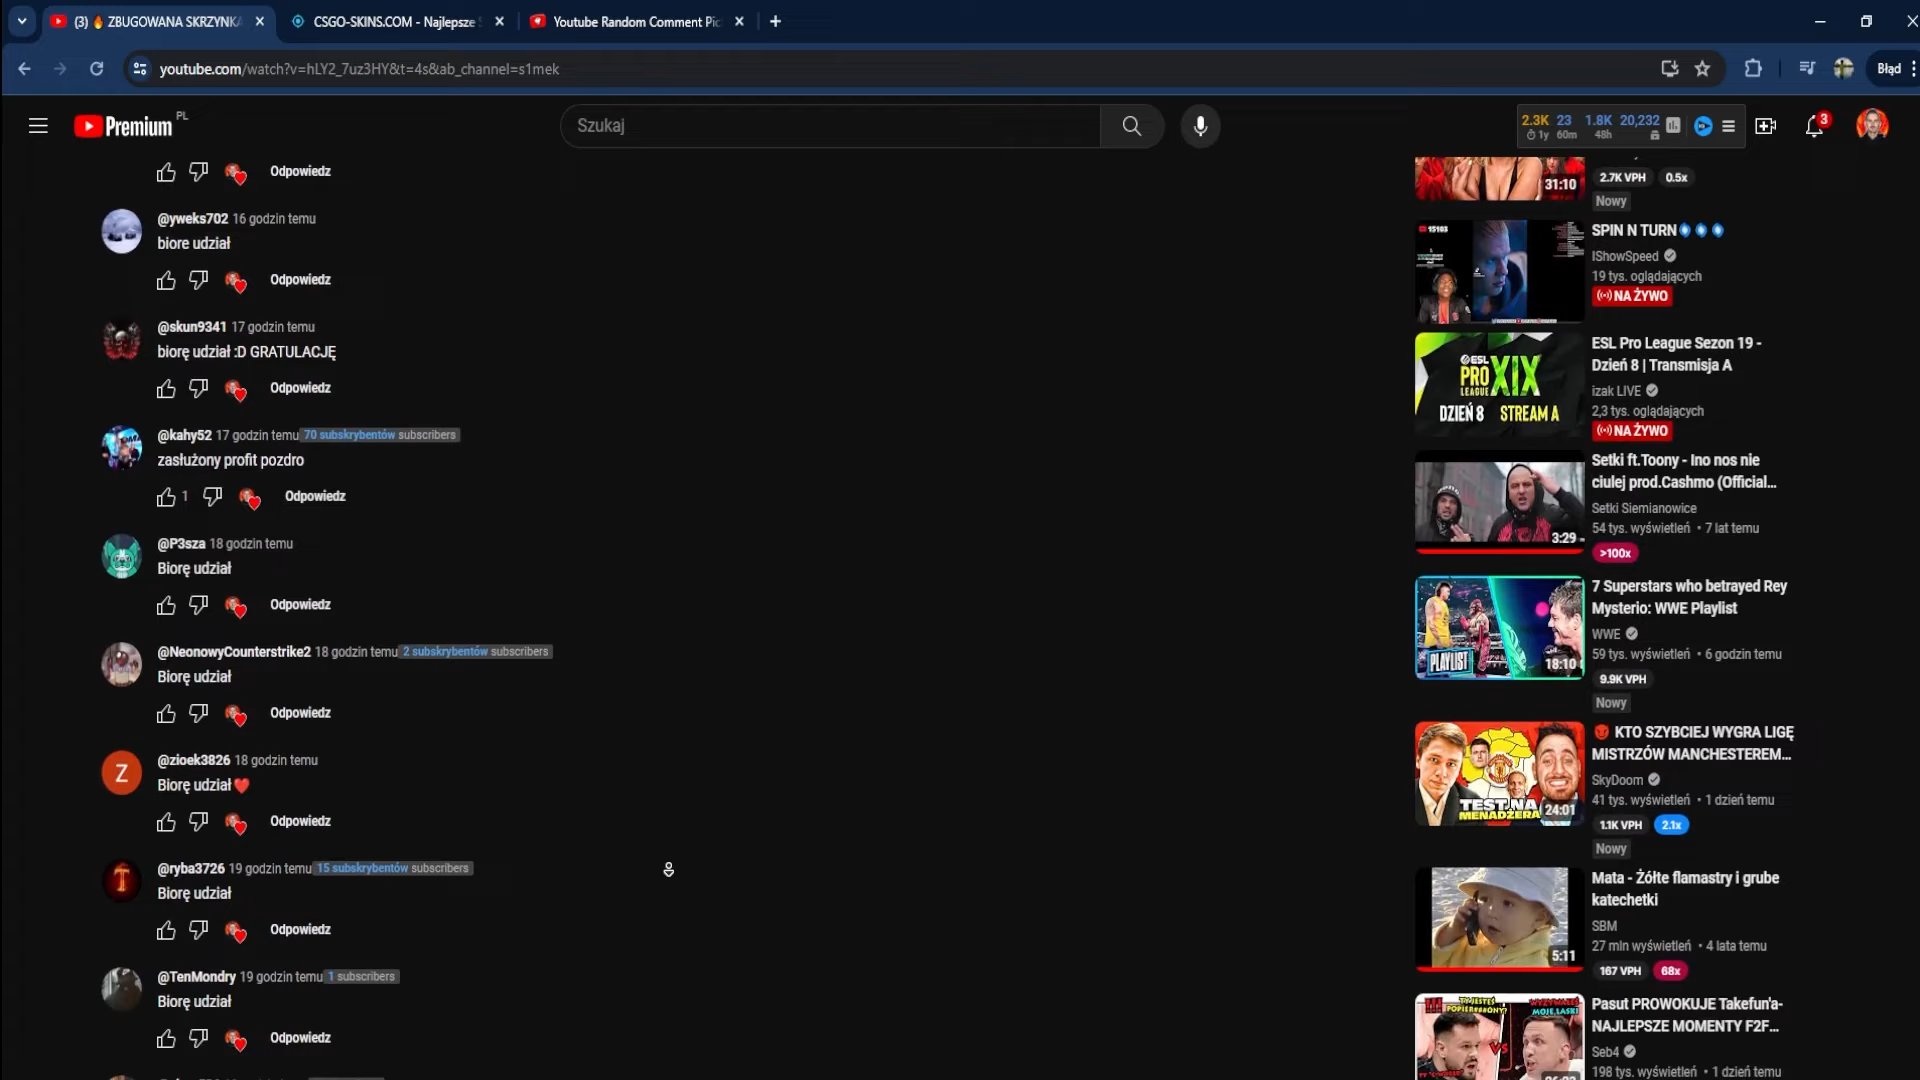 (3) 🔥 ZBUGOWANA SKRZYNKA
CSGO-SKINS.COM - Najlepsze S
Youtube Random Comment Pic
youtube.com/watch?v=hLY2_7uz3HY&t=4s&ab_channel=s1mek
Błąd
Premium PL
Szukaj
2.3K 23 1.8K 20,232
1y 60m 48h
3
Odpowiedz
@yweks702 16 godzin temu
biore udział
Odpowiedz
@skun9341 17 godzin temu
biorę udział :D GRATULACJĘ
Odpowiedz
@kahy52 17 godzin temu 70 subskrybentów subscribers
zasłużony profit pozdro
1 Odpowiedz
@P3sza 18 godzin temu
Biorę udział
Odpowiedz
@NeonowyCounterstrike2 18 godzin temu 2 subskrybentów subscribers
Biorę udział
Odpowiedz
Z
@zioek3826 18 godzin temu
Biorę udział❤️
Odpowiedz
@ryba3726 19 godzin temu 15 subskrybentów subscribers
Biorę udział
Odpowiedz
@TenMondry 19 godzin temu 1 subscribers
Biorę udział
Odpowiedz
31:10
2.7K VPH 0.5x
Nowy
15103
SPIN N TURN🧿🧿🧿
IShowSpeed
19 tys. oglądających
NA ŻYWO
ESL
PRO
LEAGUE
XIX
DZIEŃ 8 STREAM A
ESL Pro League Sezon 19 -
Dzień 8 | Transmisja A
izak LIVE
2,3 tys. oglądających
NA ŻYWO
3:29
Setki ft.Toony - Ino nos nie
ciulej prod.Cashmo (Official...
Setki Siemianowice
54 tys. wyświetleń • 7 lat temu
>100x
PLAYLIST
18:10
7 Superstars who betrayed Rey
Mysterio: WWE Playlist
WWE
59 tys. wyświetleń • 6 godzin temu
9.9K VPH
Nowy
TEST NA
MENADŻERA
24:01
👹 KTO SZYBCIEJ WYGRA LIGĘ
MISTRZÓW MANCHESTEREM...
SkyDoom
41 tys. wyświetleń • 1 dzień temu
1.1K VPH 2.1x
Nowy
5:11
Mata - Żółte flamastry i grube
katechetki
SBM
27 mln wyświetleń • 4 lata temu
167 VPH 68x
TY JESTEŚ
VS
MOJE LASKI
Pasut PROWOKUJE Takefun'a-
NAJLEPSZE MOMENTY F2F...
Seb4
198 tys. wyświetleń • 1 dzień temu